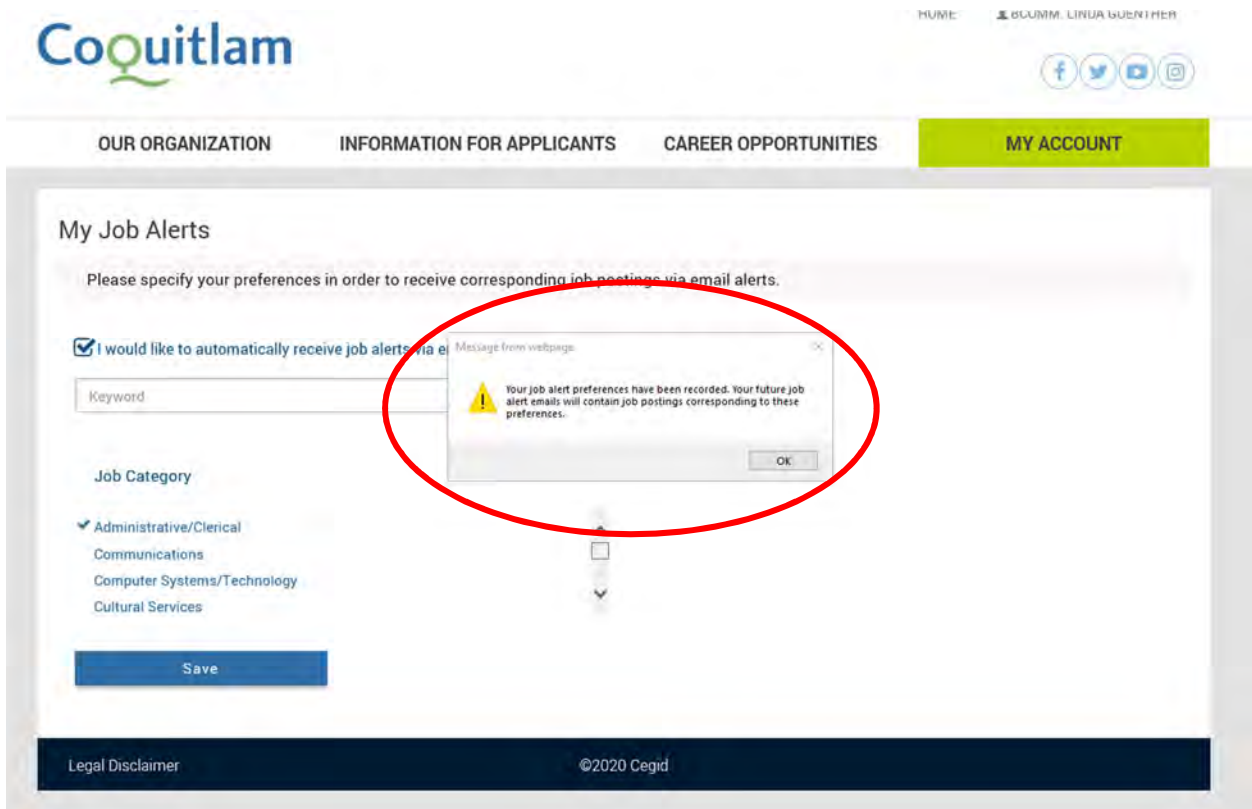 HOME BCOMM. LINDA GUENTHER
Coquitlam
OUR ORGANIZATION INFORMATION FOR APPLICANTS CAREER OPPORTUNITIES MY ACCOUNT
My Job Alerts
Please specify your preferences in order to receive corresponding job postings via email alerts.
I would like to automatically receive job alerts via e
Message from webpage
Keyword
Your job alert preferences have been recorded. Your future job
alert emails will contain job postings corresponding to these
preferences.
OK
Job Category
Administrative/Clerical
Communications
Computer Systems/Technology
Cultural Services
Save
Legal Disclaimer ©2020 Cegid